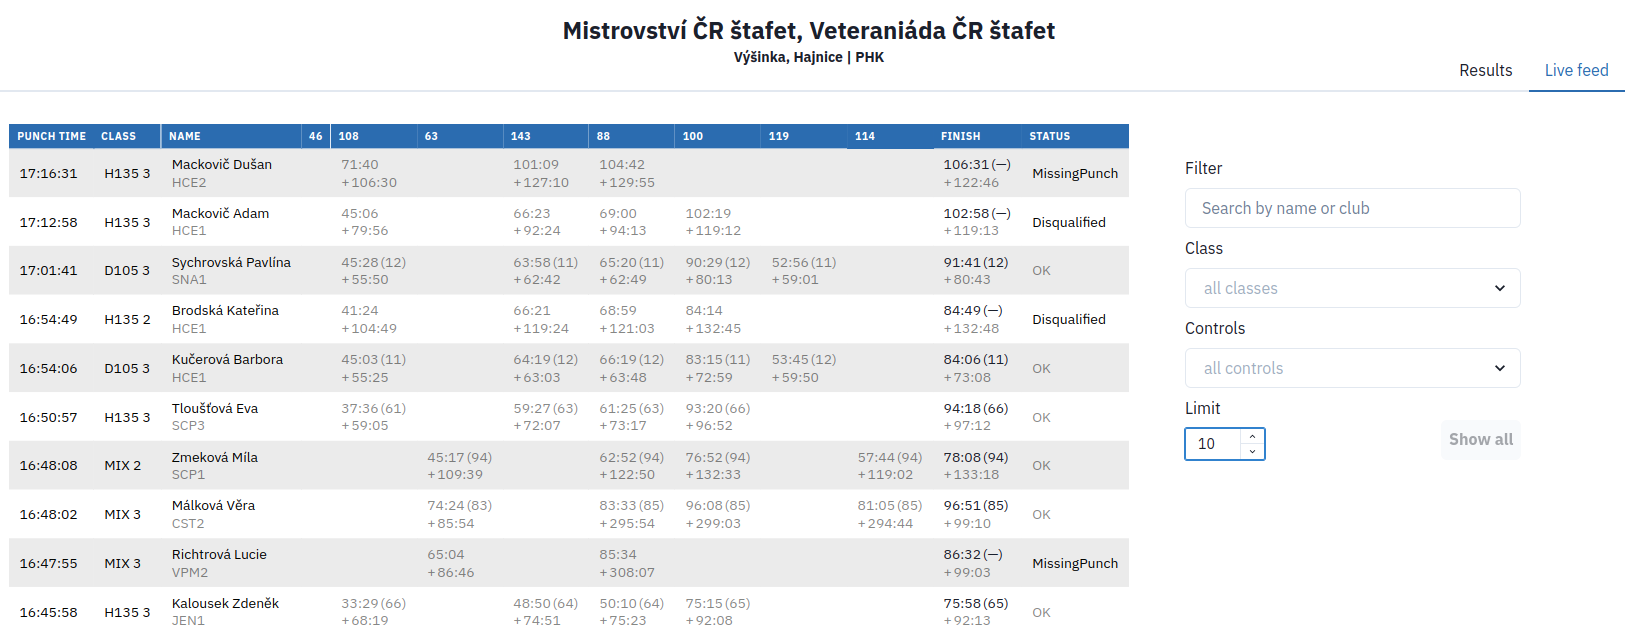 Mistrovství ČR štafet, Veteraniáda ČR štafet
Výšinka, Hajnice | PHK
Results Live feed
PUNCH TIME CLASS NAME 46 108 63 143 88 100 119 114 FINISH STATUS
17:16:31 H135 3 Mackovič Dušan HCE2 71:40 +106:30 101:09 +127:10 104:42 +129:55 106:31 (—) +122:46 MissingPunch
17:12:58 H135 3 Mackovič Adam HCE1 45:06 +79:56 66:23 +92:24 69:00 +94:13 102:19 +119:12 102:58 (—) +119:13 Disqualified
17:01:41 D105 3 Sychrovská Pavlína SNA1 45:28 (12) +55:50 63:58 (11) +62:42 65:20 (11) +62:49 90:29 (12) +80:13 52:56 (11) +59:01 91:41 (12) +80:43 OK
16:54:49 H135 2 Brodská Kateřina HCE1 41:24 +104:49 66:21 +119:24 68:59 +121:03 84:14 +132:45 84:49 (—) +132:48 Disqualified
16:54:06 D105 3 Kučerová Barbora HCE1 45:03 (11) +55:25 64:19 (12) +63:03 66:19 (12) +63:48 83:15 (11) +72:59 53:45 (12) +59:50 84:06 (11) +73:08 OK
16:50:57 H135 3 Tloušťová Eva SCP3 37:36 (61) +59:05 59:27 (63) +72:07 61:25 (63) +73:17 93:20 (66) +96:52 94:18 (66) +97:12 OK
16:48:08 MIX 2 Zmeková Míla SCP1 45:17 (94) +109:39 62:52 (94) +122:50 76:52 (94) +132:33 57:44 (94) +119:02 78:08 (94) +133:18 OK
16:48:02 MIX 3 Málková Věra CST2 74:24 (83) +85:54 83:33 (85) +295:54 96:08 (85) +299:03 81:05 (85) +294:44 96:51 (85) +99:10 OK
16:47:55 MIX 3 Richtrová Lucie VPM2 65:04 +86:46 85:34 +308:07 86:32 (—) +99:03 MissingPunch
16:45:58 H135 3 Kalousek Zdeněk JEN1 33:29 (66) +68:19 48:50 (64) +74:51 50:10 (64) +75:23 75:15 (65) +92:08 75:58 (65) +92:13 OK
Filter
Search by name or club
Class
all classes
Controls
all controls
Limit
10 Show all